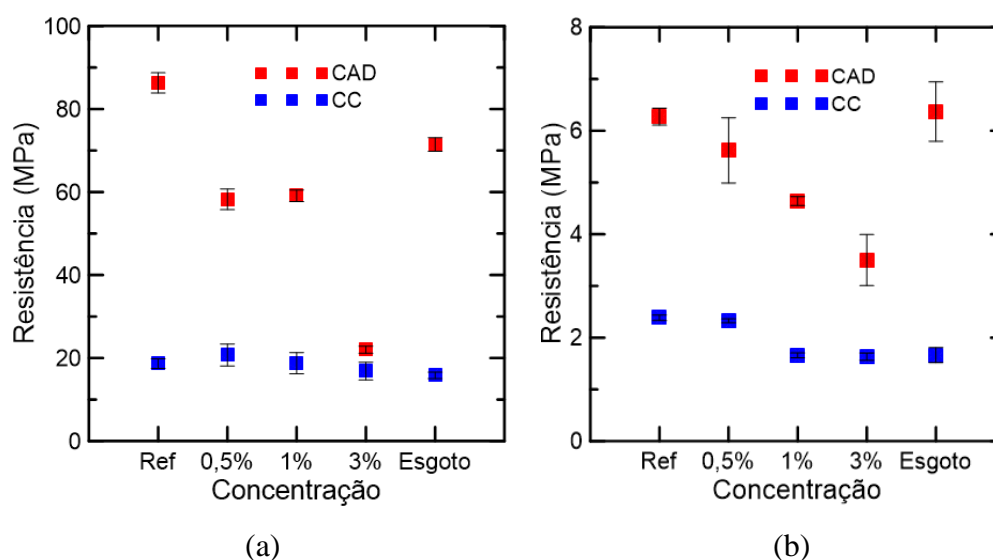 100
80
60
40
20
0
Resistência (MPa)
CAD
CC
Ref 0,5% 1% 3% Esgoto
Concentração
(a)
8
6
4
2
0
Resistência (MPa)
CAD
CC
Ref 0,5% 1% 3% Esgoto
Concentração
(b)